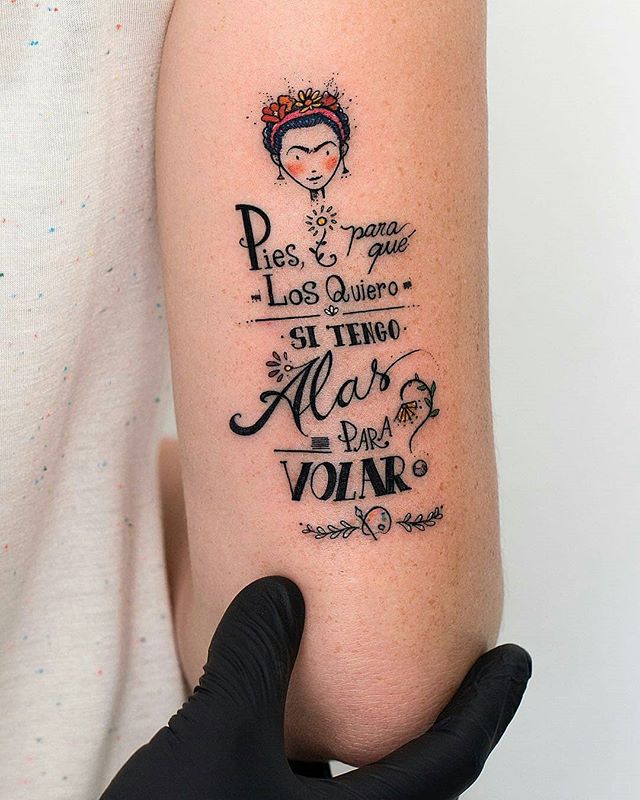 Pies, para
qué
Los Quiero
SI TENGO
Alas
PARA
VOLAR